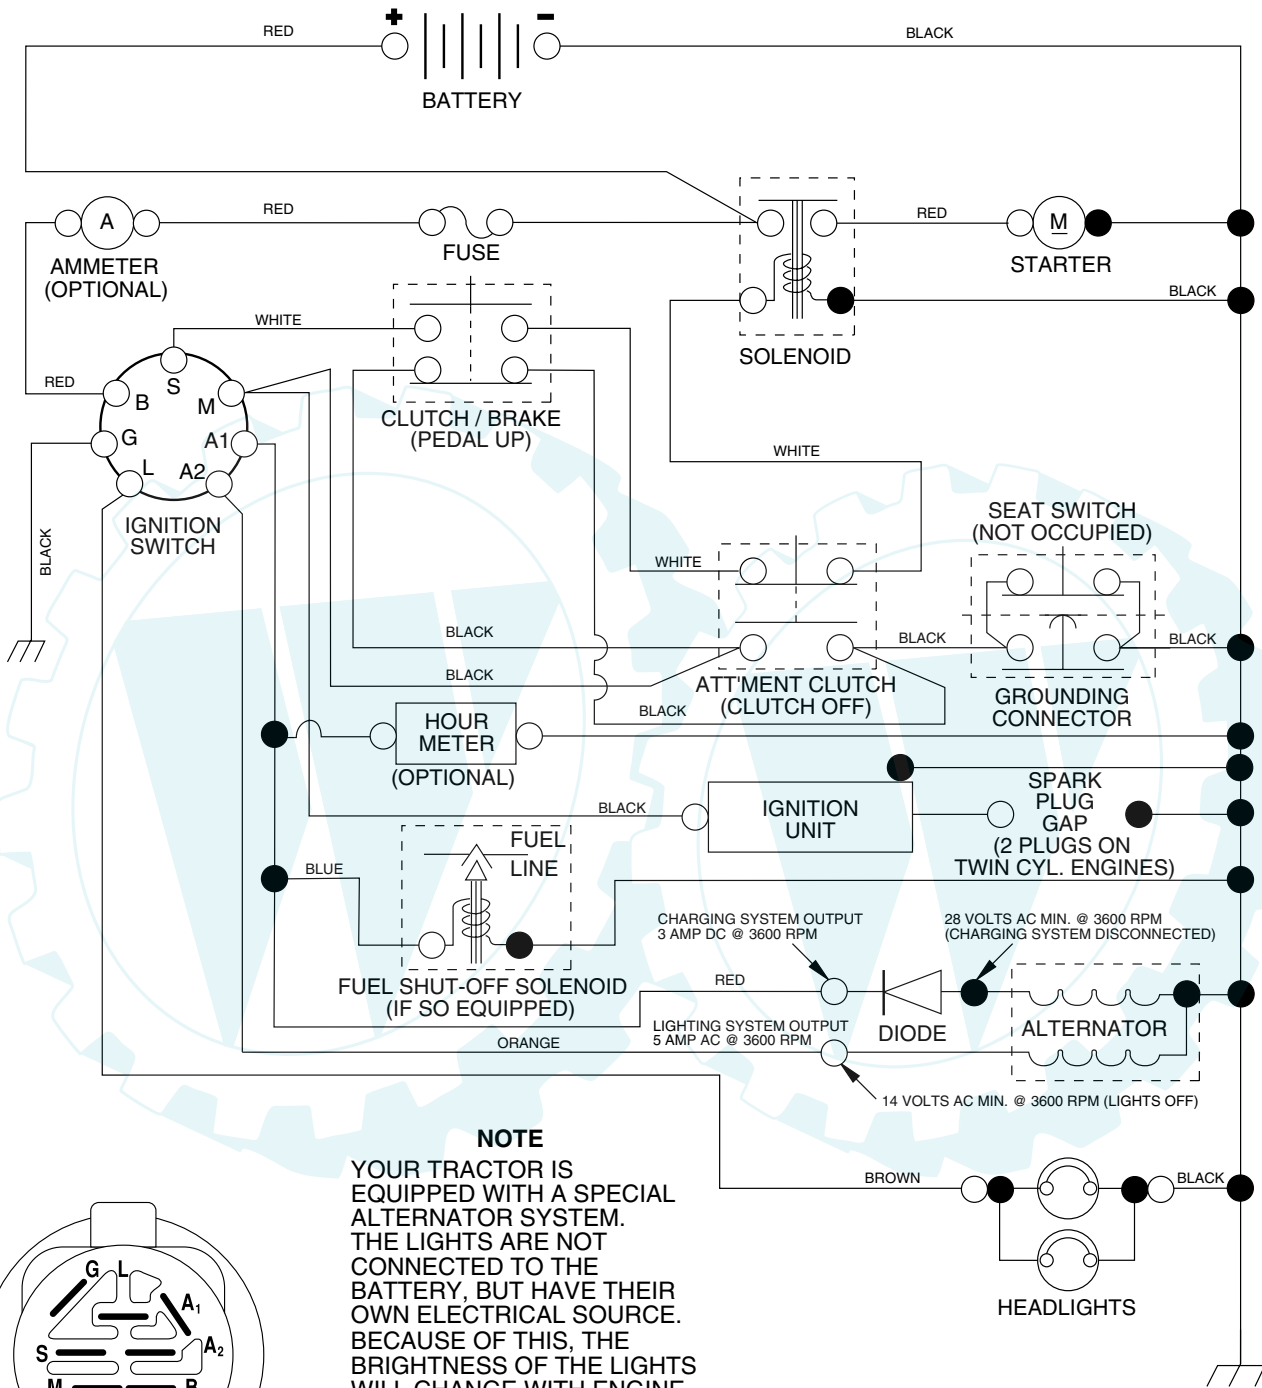 + -
RED
BLACK
BATTERY
A
RED
FUSE
RED
M
STARTER
AMMETER
(OPTIONAL)
WHITE
BLACK
SOLENOID
RED
S
B
M
G
A1
L
A2
CLUTCH / BRAKE
(PEDAL UP)
WHITE
IGNITION
SWITCH
BLACK
SEAT SWITCH
(NOT OCCUPIED)
WHITE
BLACK
BLACK
BLACK
BLACK
ATT'MENT CLUTCH
(CLUTCH OFF)
BLACK
GROUNDING
CONNECTOR
HOUR
METER
(OPTIONAL)
BLACK
IGNITION
UNIT
SPARK
PLUG
GAP
(2 PLUGS ON
TWIN CYL. ENGINES)
BLUE
FUEL
LINE
FUEL SHUT-OFF SOLENOID
(IF SO EQUIPPED)
CHARGING SYSTEM OUTPUT
3 AMP DC @ 3600 RPM
28 VOLTS AC MIN. @ 3600 RPM
(CHARGING SYSTEM DISCONNECTED)
RED
DIODE
ALTERNATOR
ORANGE
LIGHTING SYSTEM OUTPUT
5 AMP AC @ 3600 RPM
14 VOLTS AC MIN. @ 3600 RPM (LIGHTS OFF)
NOTE
YOUR TRACTOR IS
EQUIPPED WITH A SPECIAL
ALTERNATOR SYSTEM.
THE LIGHTS ARE NOT
CONNECTED TO THE
BATTERY, BUT HAVE THEIR
OWN ELECTRICAL SOURCE.
BECAUSE OF THIS, THE
BRIGHTNESS OF THE LIGHTS
WILL CHANGE WITH ENGINE
BROWN
BLACK
HEADLIGHTS
G L
A1
A2
S
M B